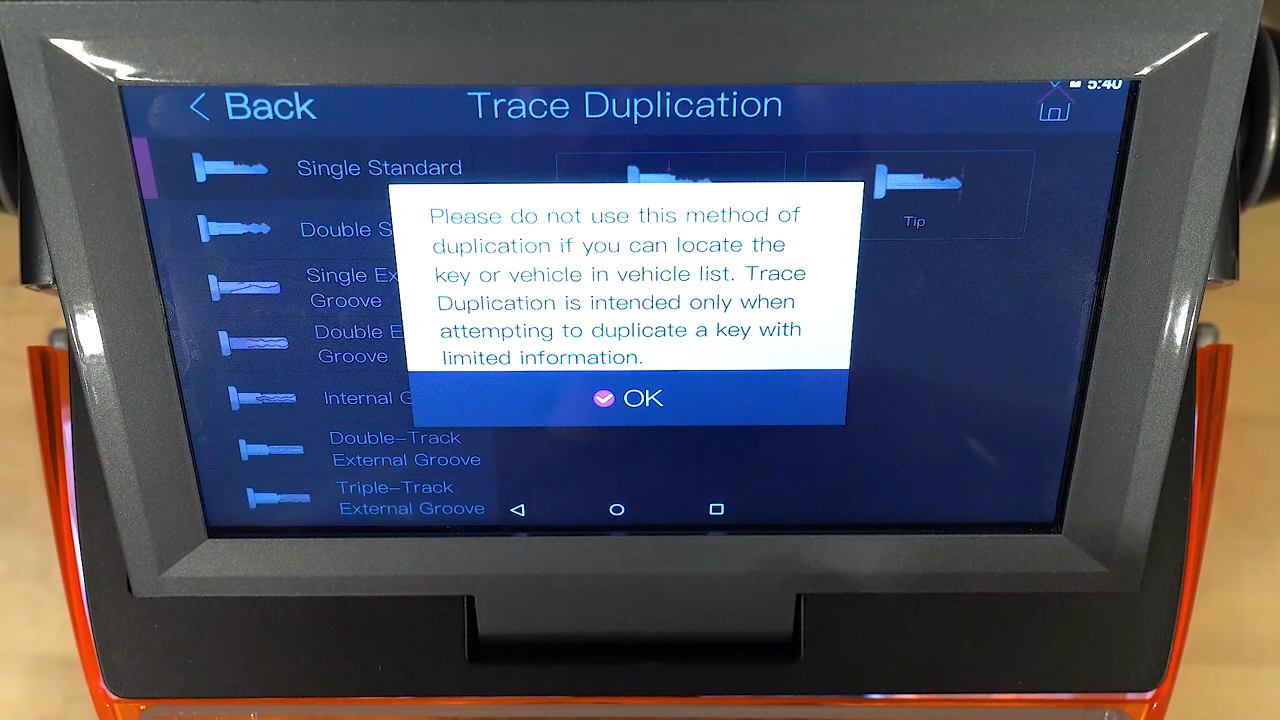 5:40
Back
Trace Duplication
Single Standard
Double S
Single Ex
Groove
Double E
Groove
Internal G
Double-Track
External Groove
Triple-Track
External Groove
Tip
Please do not use this method of
duplication if you can locate the
key or vehicle in vehicle list. Trace
Duplication is intended only when
attempting to duplicate a key with
limited information.
OK